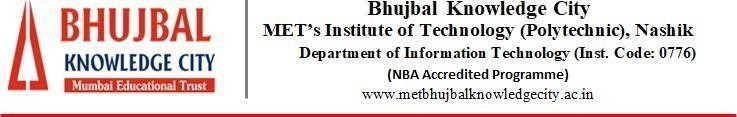 BHUJBAL
KNOWLEDGE CITY
Mumbai Educational Trust
Bhujbal Knowledge City
MET's Institute of Technology (Polytechnic), Nashik
Department of Information Technology (Inst. Code: 0776)
(NBA Accredited Programme)
www.metbhujbalknowledgecity.ac.in